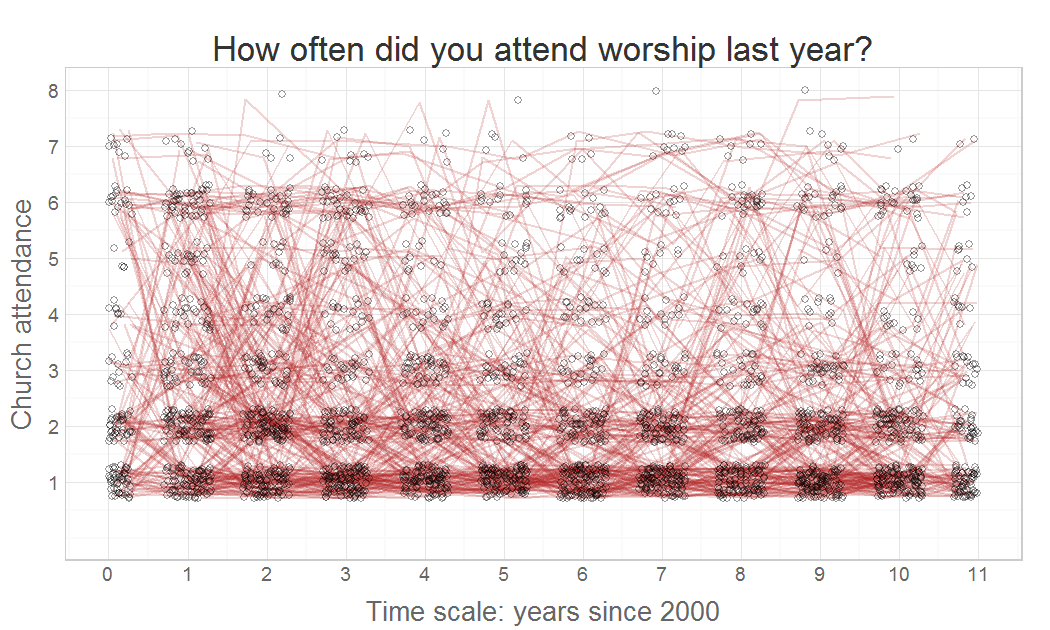 How often did you attend worship last year?
Church attendance
8
7
6
5
4
3
2
1
0 1 2 3 4 5 6 7 8 9 10 11
Time scale: years since 2000